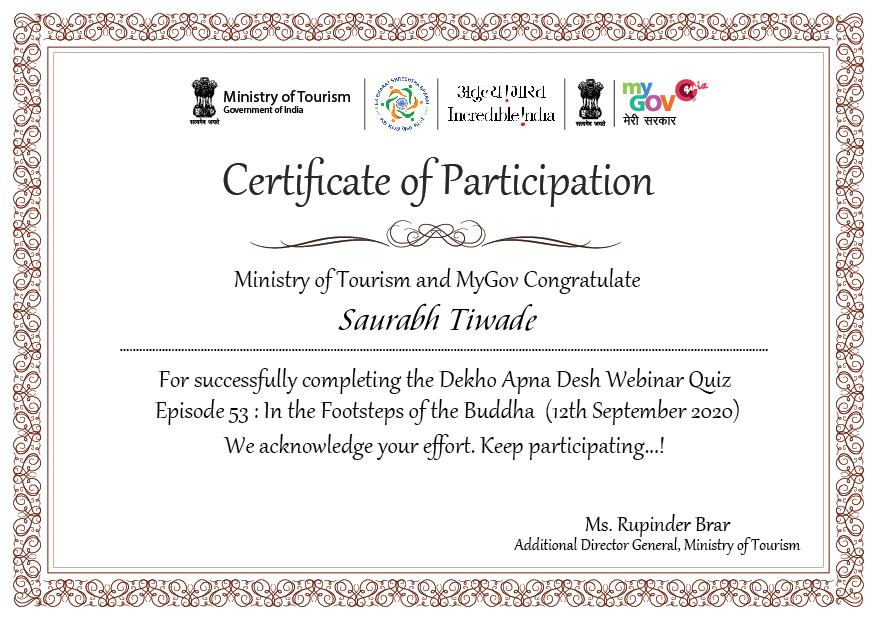 Ministry of Tourism
Government of India
सत्यमेव जयते
EK BHARAT SHRESHTHA BHARAT
अतुल्य !भारत
Incredible!ndia
सत्यमेव जयते
my
GOV
quiz
मेरी सरकार
Certificate of Participation
Ministry of Tourism and MyGov Congratulate
Saurabh Tiwade
For successfully completing the Dekho Apna Desh Webinar Quiz
Episode 53 : In the Footsteps of the Buddha (12th September 2020)
We acknowledge your effort. Keep participating...!
Ms. Rupinder Brar
Additional Director General, Ministry of Tourism